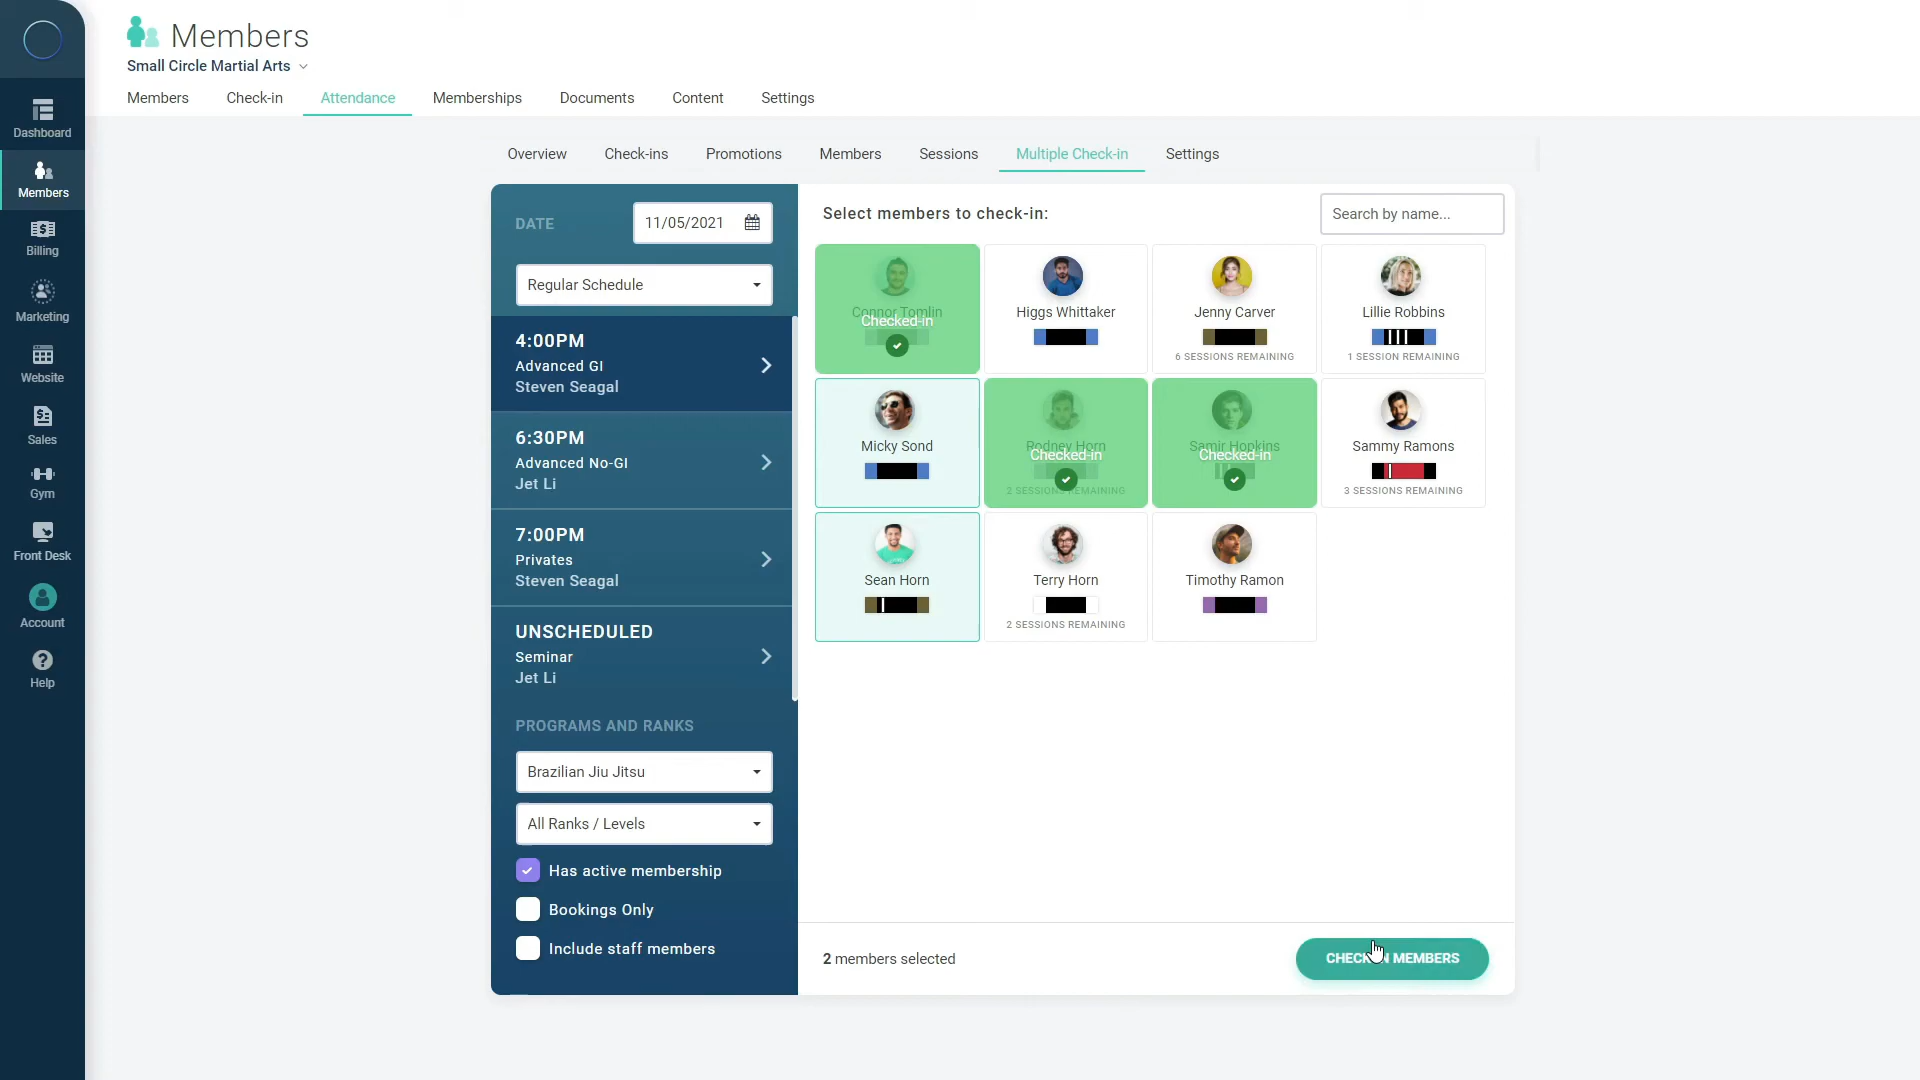 Members
Small Circle Martial Arts
Members Check-in Attendance Memberships Documents Content Settings
Dashboard
Members
Billing
Marketing
Website
Sales
Gym
Front Desk
Account
Help
Overview Check-ins Promotions Members Sessions Multiple Check-in Settings
DATE 11/05/2021
Regular Schedule
4:00PM
Advanced GI
Steven Seagal
6:30PM
Advanced No-GI
Jet Li
7:00PM
Privates
Steven Seagal
UNSCHEDULED
Seminar
Jet Li
PROGRAMS AND RANKS
Brazilian Jiu Jitsu
All Ranks / Levels
Has active membership
Bookings Only
Include staff members
Select members to check-in: Search by name...
Connor Tomlin
Checked-in
Higgs Whittaker
Jenny Carver
6 SESSIONS REMAINING
Lillie Robbins
1 SESSION REMAINING
Micky Sond
Rodney Horn
Checked-in
2 SESSIONS REMAINING
Samir Hopkins
Checked-in
Sammy Ramons
3 SESSIONS REMAINING
Sean Horn
Terry Horn
2 SESSIONS REMAINING
Timothy Ramon
2 members selected
MEMBERS